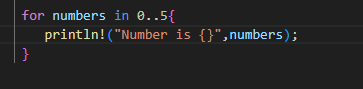 for numbers in 0..5{
println!("Number is {}",numbers);
}